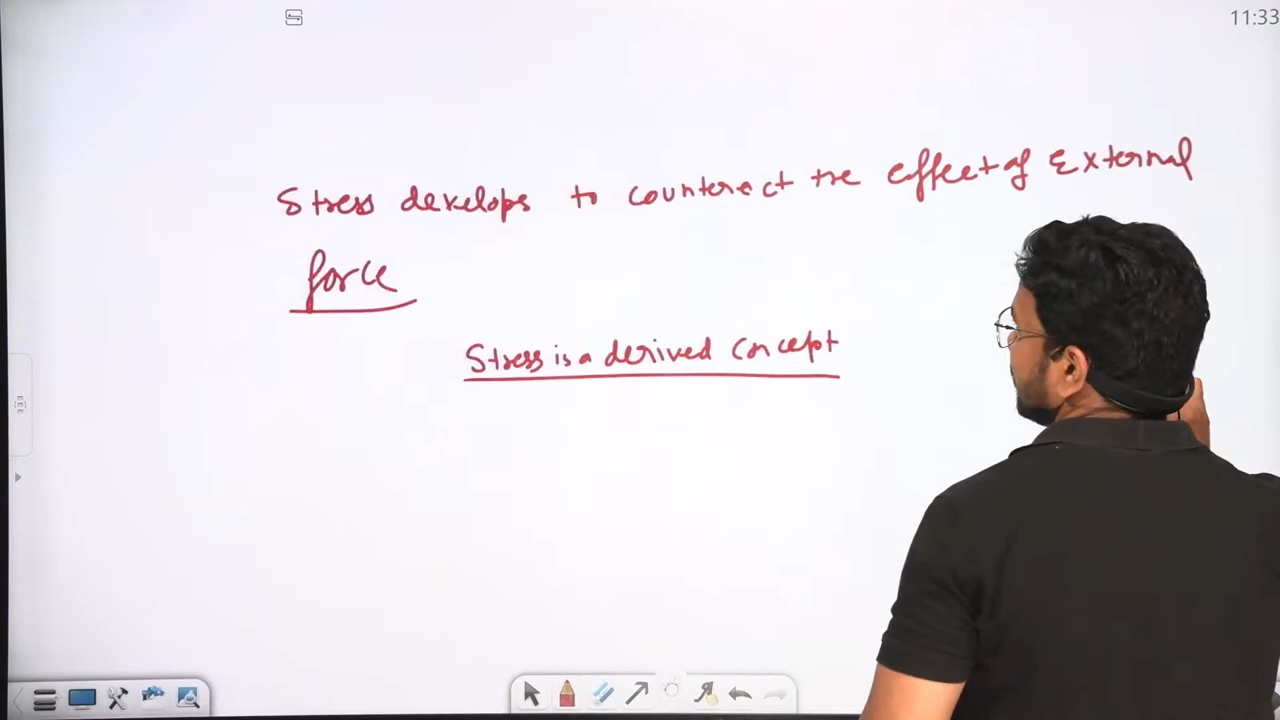 11:33
Stress develops to counteract the effect of External
force
Stress is a derived concept